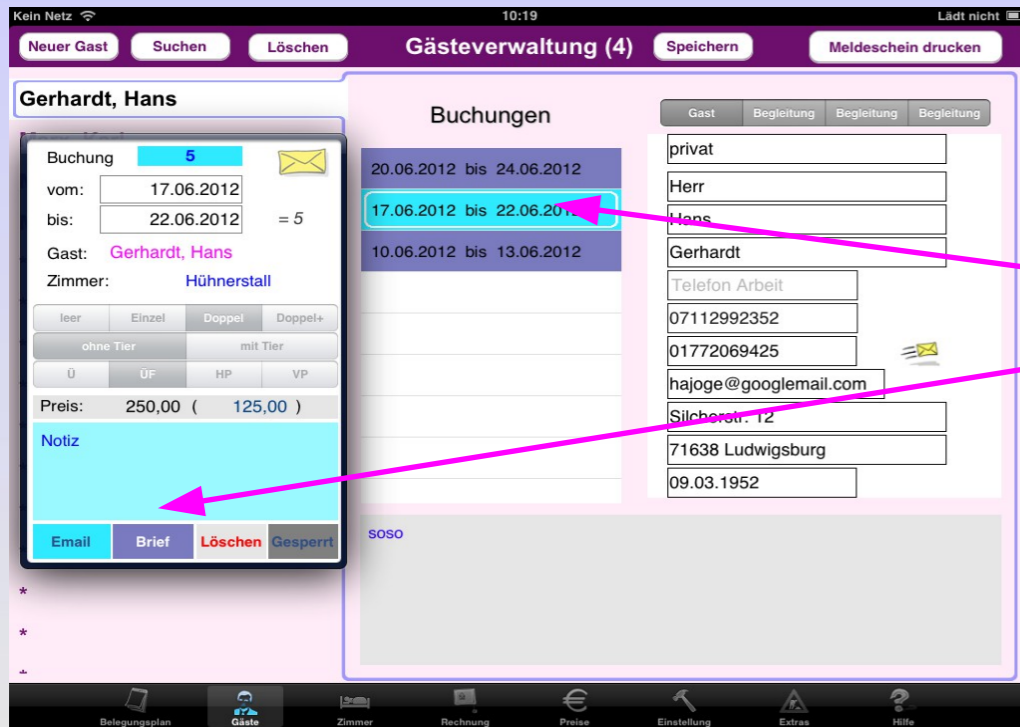 Kein Netz 10:19 Lädt nicht
Neuer Gast Suchen Löschen Gästeverwaltung (4) Speichern Meldeschein drucken
Gerhardt, Hans
Buchung 5
vom: 17.06.2012
bis: 22.06.2012 = 5
Gast: Gerhardt, Hans
Zimmer: Hühnerstall
leer Einzel Doppel Doppel+
ohne Tier mit Tier
Ü ÜF HP VP
Preis: 250,00 ( 125,00 )
Notiz
Email Brief Löschen Gesperrt
*
*
*
Buchungen
20.06.2012 bis 24.06.2012
17.06.2012 bis 22.06.2012
10.06.2012 bis 13.06.2012
Gast Begleitung Begleitung Begleitung
privat
Herr
Hans
Gerhardt
Telefon Arbeit
07112992352
01772069425
hajoge@googlemail.com
Silcherstr. 12
71638 Ludwigsburg
09.03.1952
soso
Belegungsplan Gäste Zimmer Rechnung Preise Einstellung Extras Hilfe